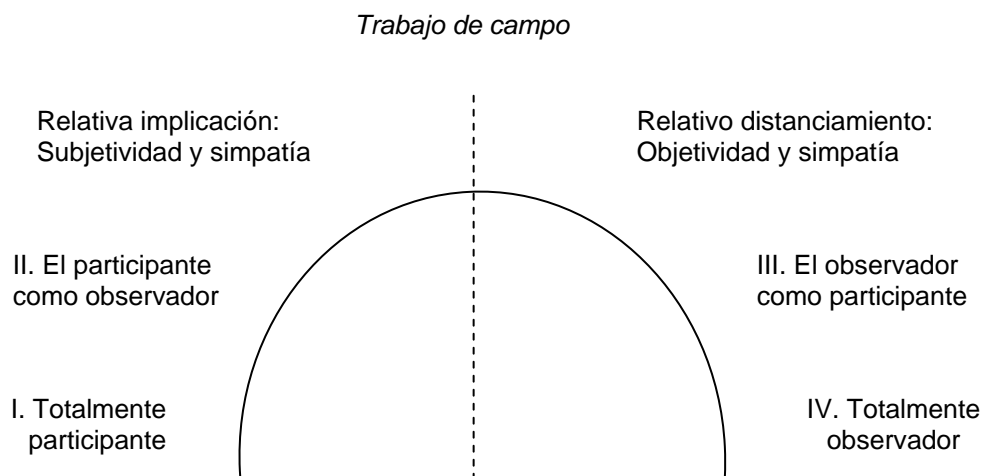 Trabajo de campo
Relativa implicación:
Subjetividad y simpatía
Relativo distanciamiento:
Objetividad y simpatía
II. El participante
como observador
III. El observador
como participante
I. Totalmente
participante
IV. Totalmente
observador